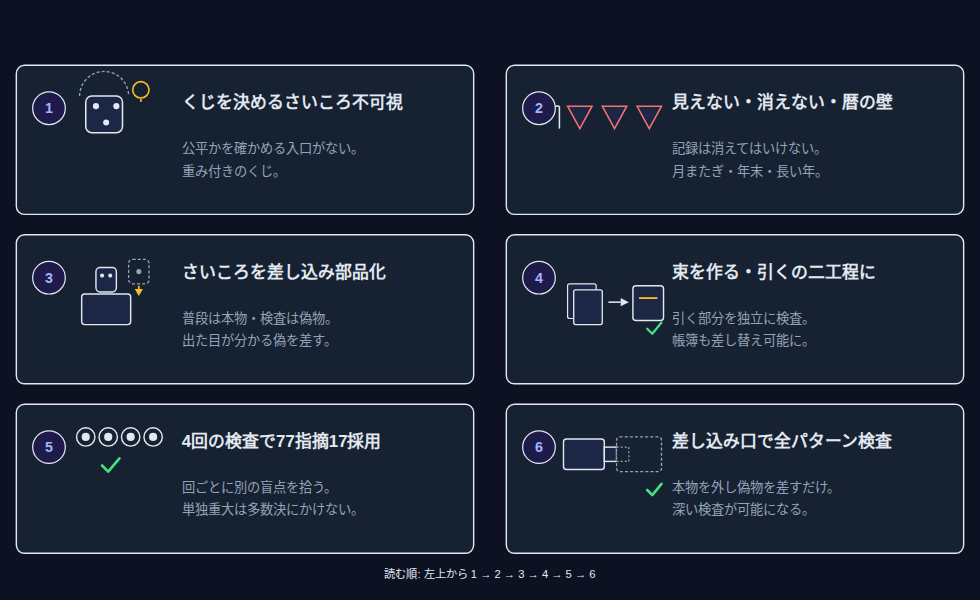 1
くじを決めるさいころ不可視
公平かを確かめる入口がない。
重み付きのくじ。
2
見えない・消えない・暦の壁
記録は消えてはいけない。
月またぎ・年末・長い年。
3
さいころを差し込み部品化
普段は本物・検査は偽物。
出た目が分かる偽を差す。
4
束を作る・引くの二工程に
引く部分を独立に検査。
帳簿も差し替え可能に。
5
4回の検査で77指摘17採用
回ごとに別の盲点を拾う。
単独重大は多数決にかけない。
6
差し込み口で全パターン検査
本物を外し偽物を差すだけ。
深い検査が可能になる。
読む順: 左上から 1 → 2 → 3 → 4 → 5 → 6